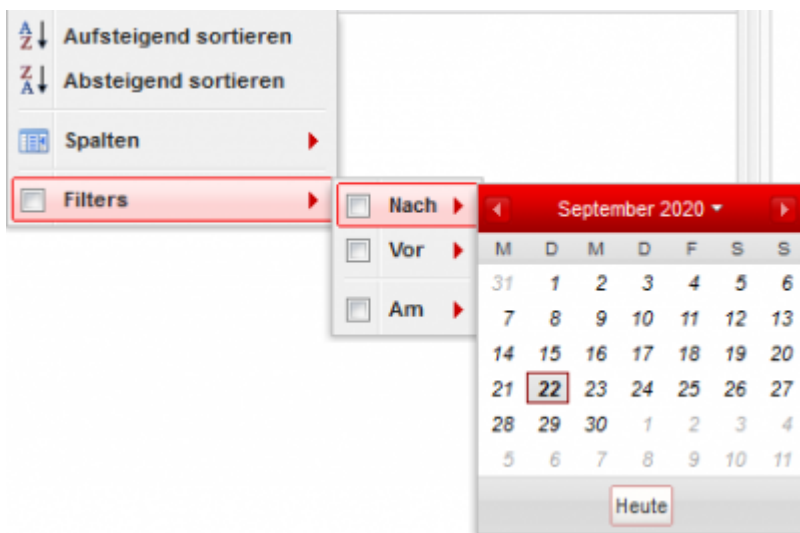 Aufsteigend sortieren
Absteigend sortieren
Spalten
Filters
Nach
Vor
Am
September 2020
M D M D F S S
31 1 2 3 4 5 6
7 8 9 10 11 12 13
14 15 16 17 18 19 20
21 22 23 24 25 26 27
28 29 30 1 2 3 4
5 6 7 8 9 10 11
Heute